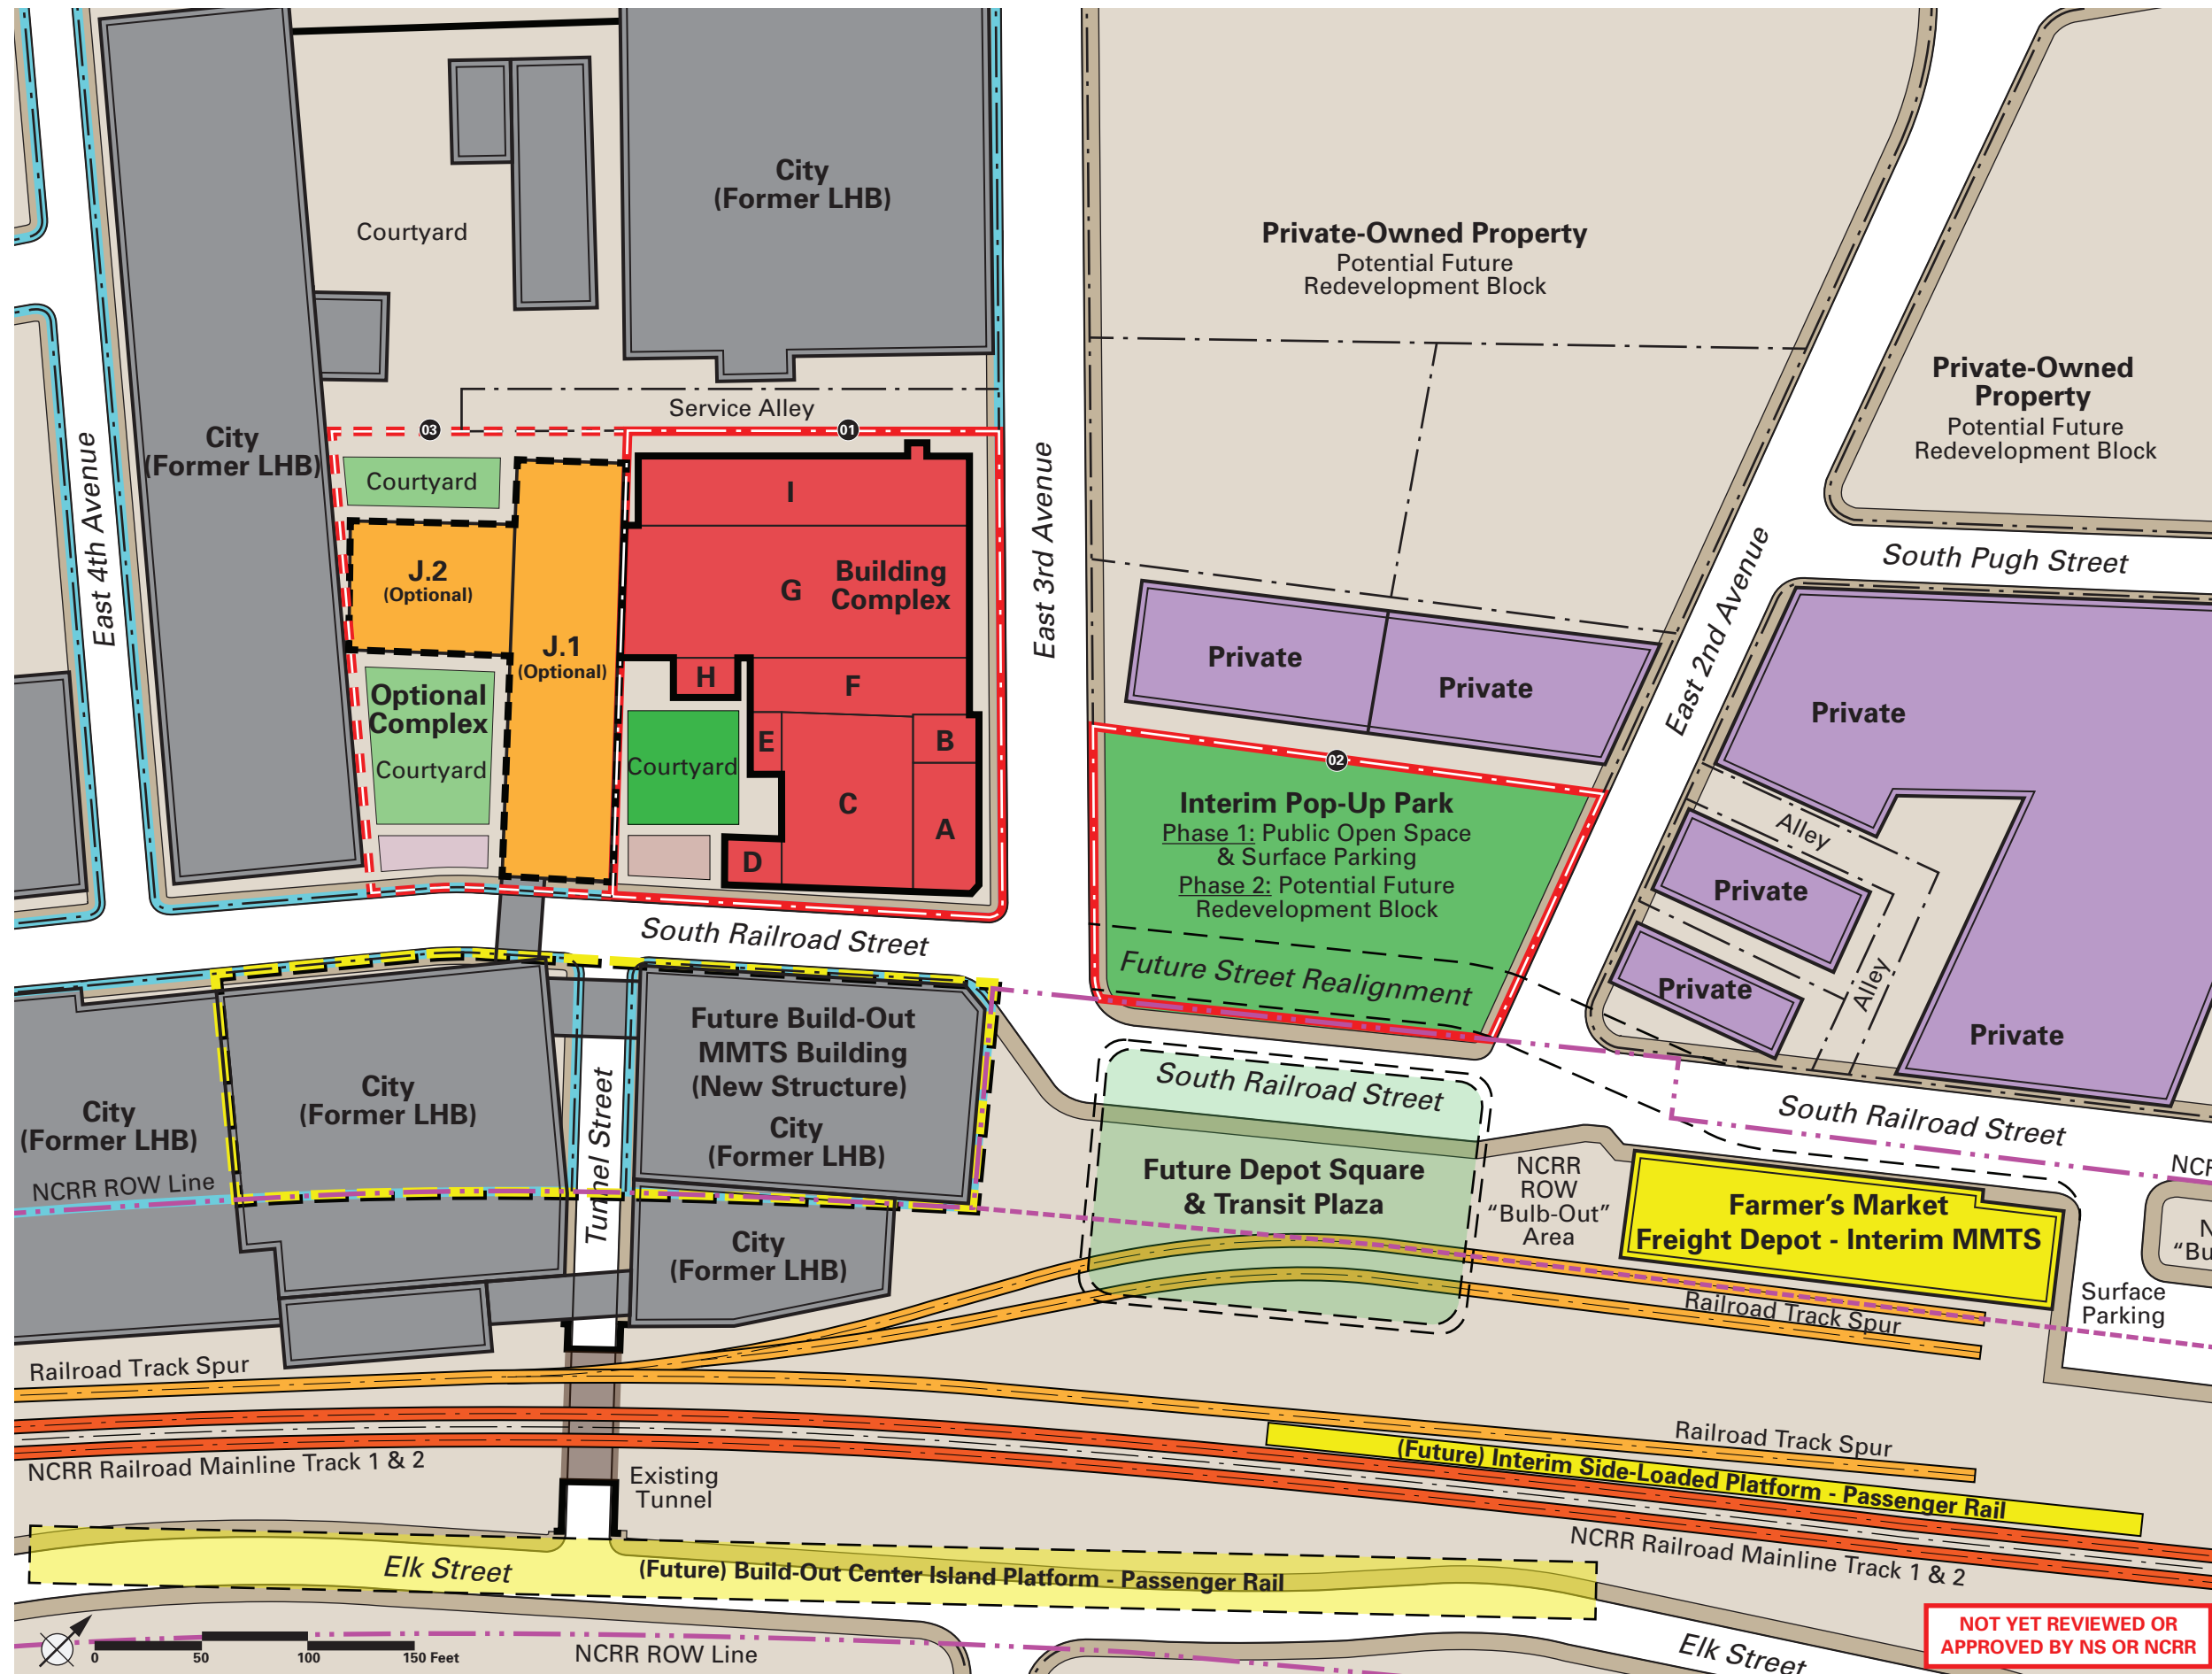 City
(Former LHB)
Courtyard
Private-Owned Property
Potential Future
Redevelopment Block
Private-Owned
Property
Potential Future
Redevelopment Block
Service Alley
03
01
City
(Former LHB)
East 4th Avenue
Courtyard
I
East 3rd Avenue
J.2
(Optional)
G
Building
Complex
South Pugh Street
East 2nd Avenue
J.1
(Optional)
H
F
Private
Private
Private
Optional
Complex
Courtyard
Courtyard
E
B
C
A
D
02
Interim Pop-Up Park
Phase 1: Public Open Space
& Surface Parking
Phase 2: Potential Future
Redevelopment Block
Future Street Realignment
Alley
Private
Private
Alley
Private
South Railroad Street
Future Build-Out
MMTS Building
(New Structure)
City
(Former LHB)
City
(Former LHB)
City
(Former LHB)
Tunnel Street
South Railroad Street
South Railroad Street
Future Depot Square
& Transit Plaza
NCRR
ROW
“Bulb-Out”
Area
Farmer’s Market
Freight Depot - Interim MMTS
NCRR ROW Line
City
(Former LHB)
Surface
Parking
Railroad Track Spur
Railroad Track Spur
Railroad Track Spur
(Future) Interim Side-Loaded Platform - Passenger Rail
NCRR Railroad Mainline Track 1 & 2
Existing
Tunnel
NCRR Railroad Mainline Track 1 & 2
Elk Street
(Future) Build-Out Center Island Platform - Passenger Rail
0
50
100
150 Feet
NCRR ROW Line
Elk Street
NOT YET REVIEWED OR
APPROVED BY NS OR NCRR